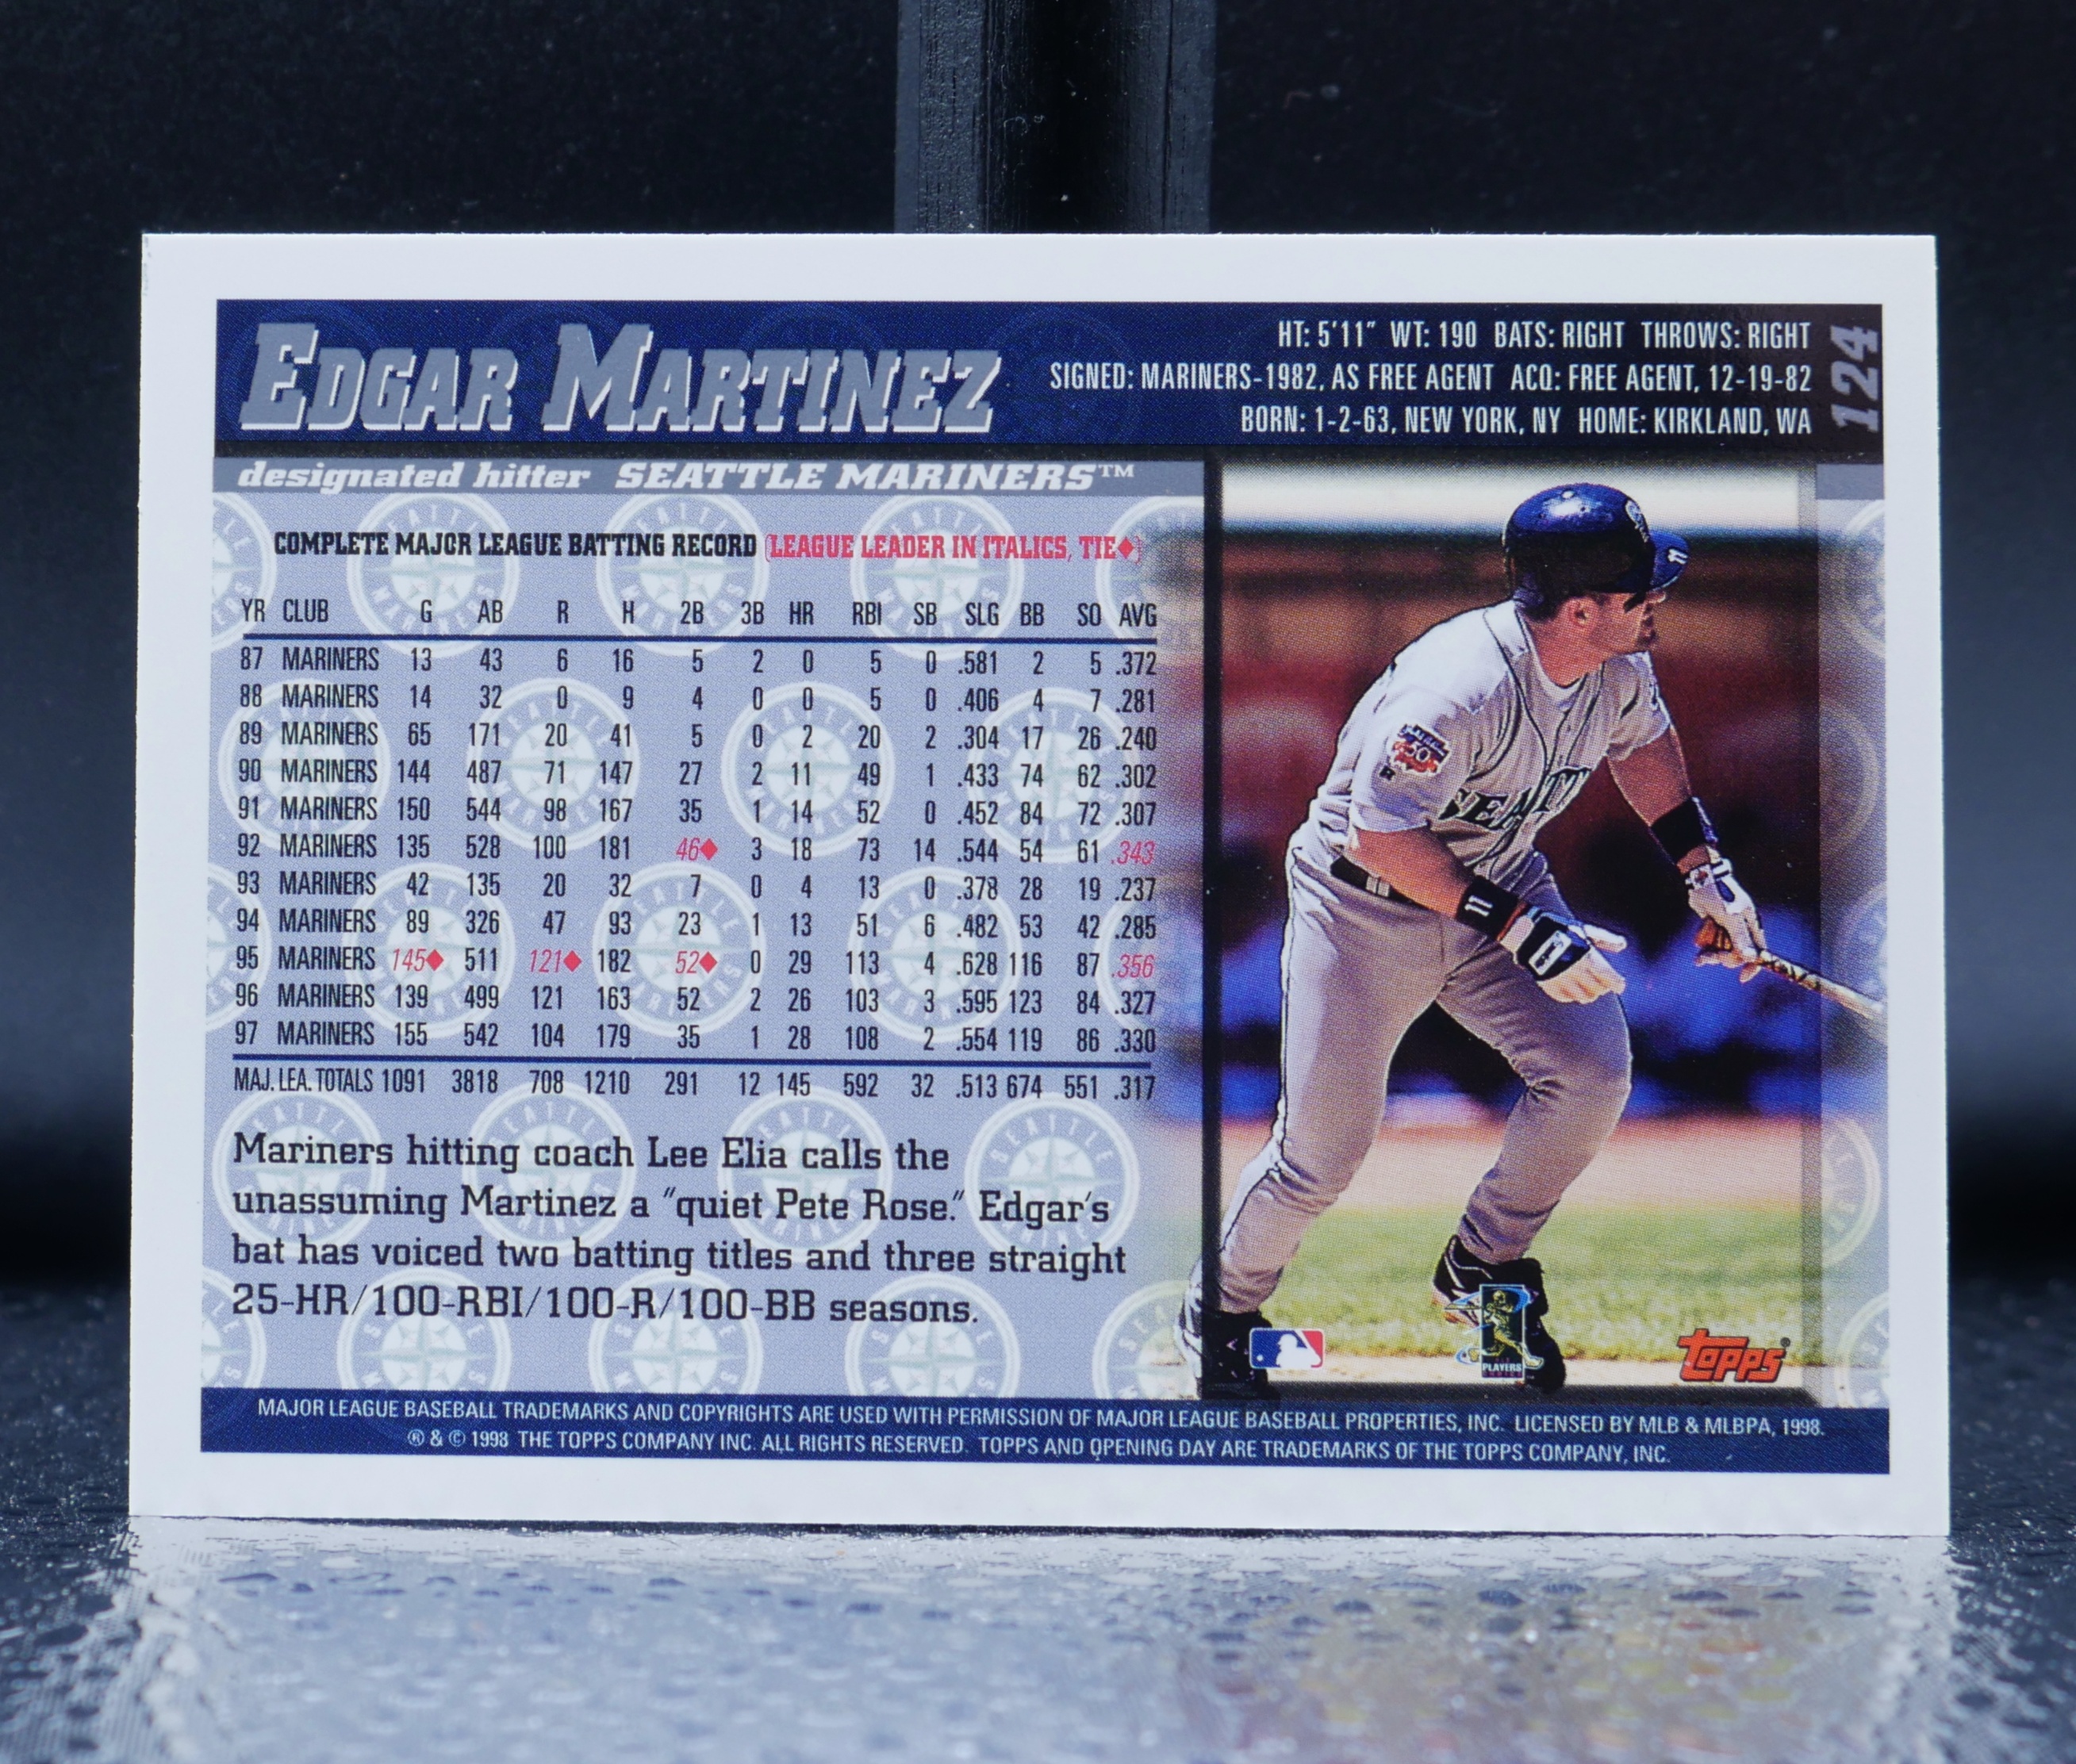 EDGAR MARTINEZ
HT: 5'11" WT: 190 BATS: RIGHT THROWS: RIGHT
SIGNED: MARINERS-1982, AS FREE AGENT ACQ: FREE AGENT, 12-19-82
BORN: 1-2-63, NEW YORK, NY HOME: KIRKLAND, WA
124
designated hitter SEATTLE MARINERS™
COMPLETE MAJOR LEAGUE BATTING RECORD (LEAGUE LEADER IN ITALICS, TIE♦)
YR CLUB G AB R H 2B 3B HR RBI SB SLG BB SO AVG
87 MARINERS 13 43 6 16 5 2 0 5 0 .581 2 5 .372
88 MARINERS 14 32 0 9 4 0 0 5 0 .406 4 7 .281
89 MARINERS 65 171 20 41 5 0 2 20 2 .304 17 26 .240
90 MARINERS 144 487 71 147 27 2 11 49 1 .433 74 62 .302
91 MARINERS 150 544 98 167 35 1 14 52 0 .452 84 72 .307
92 MARINERS 135 528 100 181 46♦ 3 18 73 14 .544 54 61 .343
93 MARINERS 42 135 20 32 7 0 4 13 0 .378 28 19 .237
94 MARINERS 89 326 47 93 23 1 13 51 6 .482 53 42 .285
95 MARINERS 145♦ 511 121♦ 182 52♦ 0 29 113 4 .628 116 87 .356
96 MARINERS 139 499 121 163 52 2 26 103 3 .595 123 84 .327
97 MARINERS 155 542 104 179 35 1 28 108 2 .554 119 86 .330
MAJ. LEA. TOTALS 1091 3818 708 1210 291 12 145 592 32 .513 674 551 .317
Mariners hitting coach Lee Elia calls the
unassuming Martinez a "quiet Pete Rose." Edgar's
bat has voiced two batting titles and three straight
25-HR/100-RBI/100-R/100-BB seasons.
SEATTLE
50
11
PLAYERS
topps®
MAJOR LEAGUE BASEBALL TRADEMARKS AND COPYRIGHTS ARE USED WITH PERMISSION OF MAJOR LEAGUE BASEBALL PROPERTIES, INC. LICENSED BY MLB & MLBPA, 1998.
® & © 1998 THE TOPPS COMPANY INC. ALL RIGHTS RESERVED. TOPPS AND OPENING DAY ARE TRADEMARKS OF THE TOPPS COMPANY, INC.